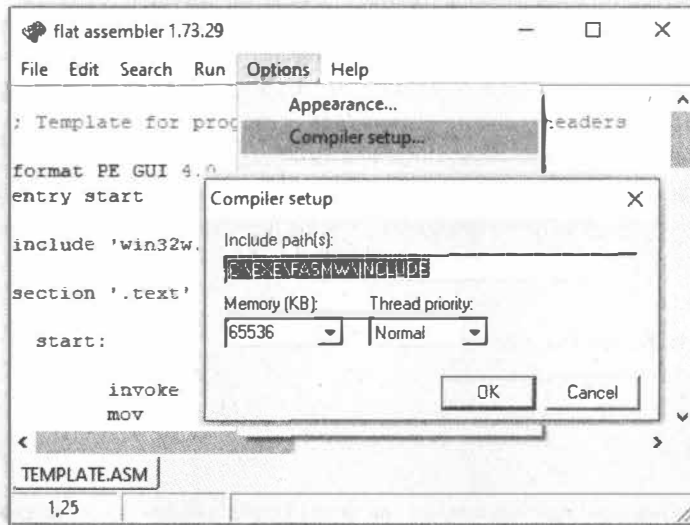 flat assembler 1.73.29
File Edit Search Run Options Help
Appearance...
Compiler setup...
; Template for prog
eaders
format PE GUI 4.0
entry start
include 'win32w.
section '.text'
start:
invoke
mov
Compiler setup
Include path(s):
C:\EXE\FASMW\INCLUDE
Memory (KB):
Thread priority:
65536
Normal
OK
Cancel
TEMPLATE.ASM
1,25